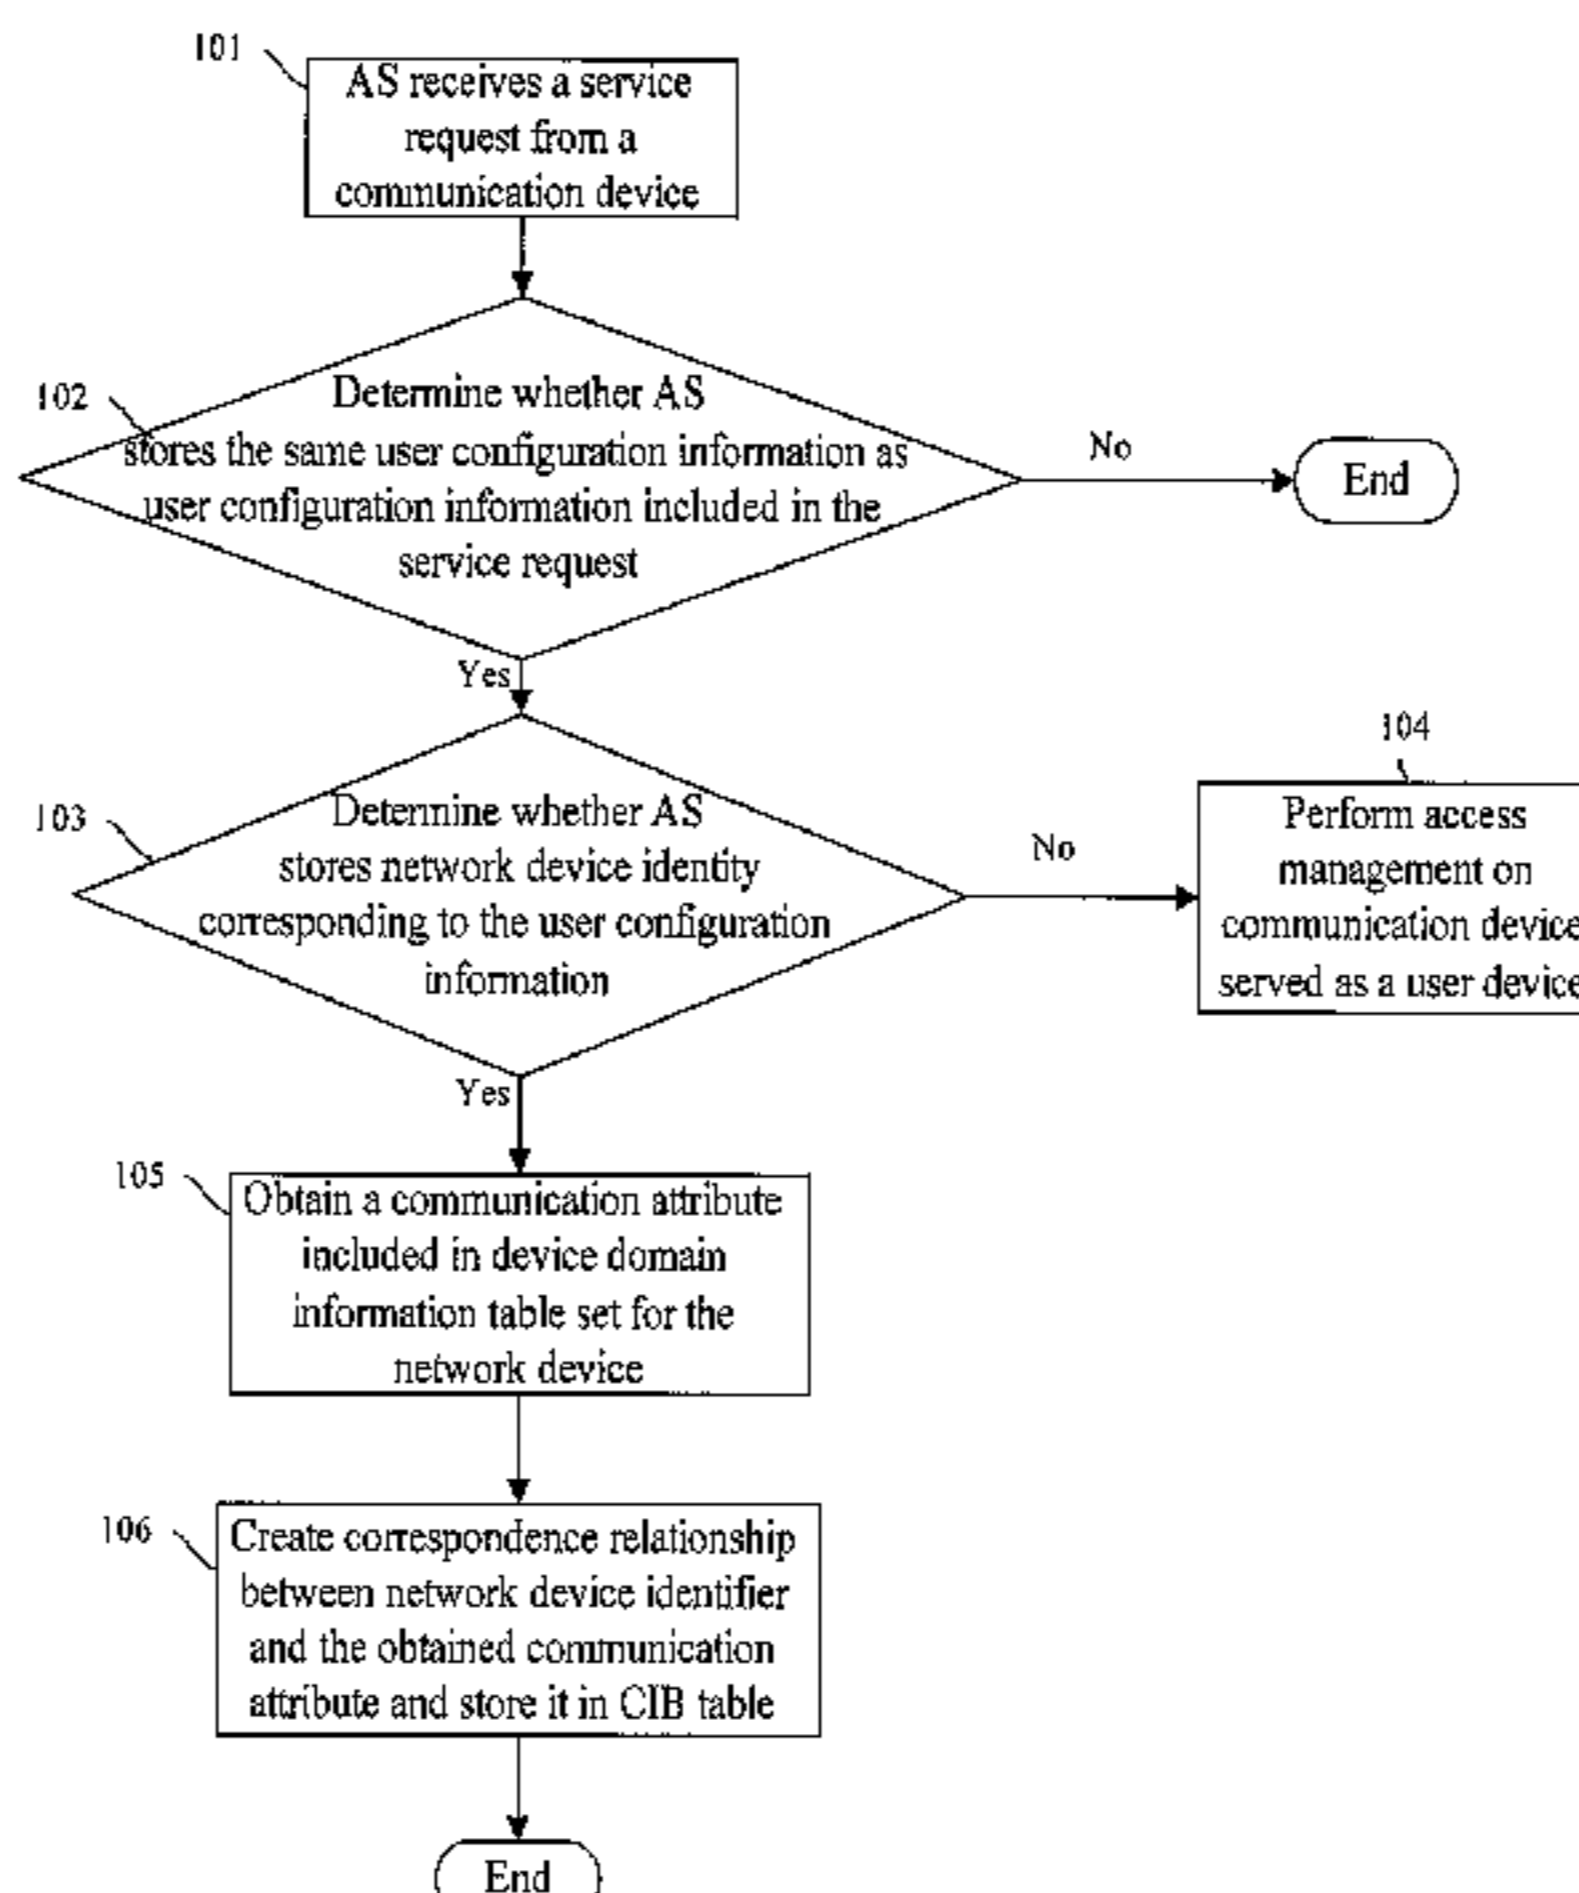 101
AS receives a service
request from a
communication device
102
Determine whether AS
stores the same user configuration information as
user configuration information included in the
service request
No
End
Yes
103
Determine whether AS
stores network device identity
corresponding to the user configuration
information
No
104
Perform access
management on
communication device
served as a user device
Yes
105
Obtain a communication attribute
included in device domain
information table set for the
network device
106
Create correspondence relationship
between network device identifier
and the obtained communication
attribute and store it in CIB table
End